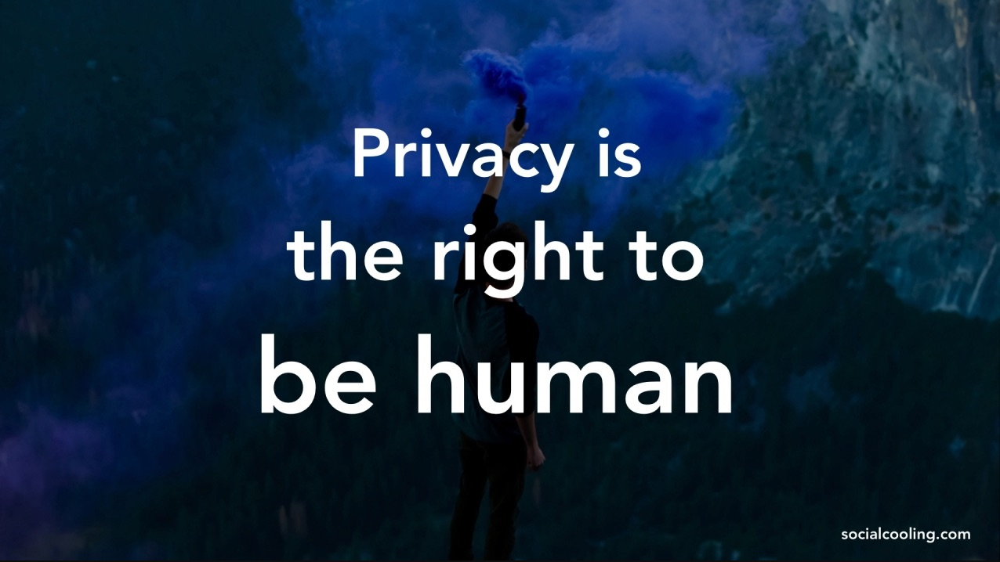 Privacy is
the right to
be human
socialcooling.com